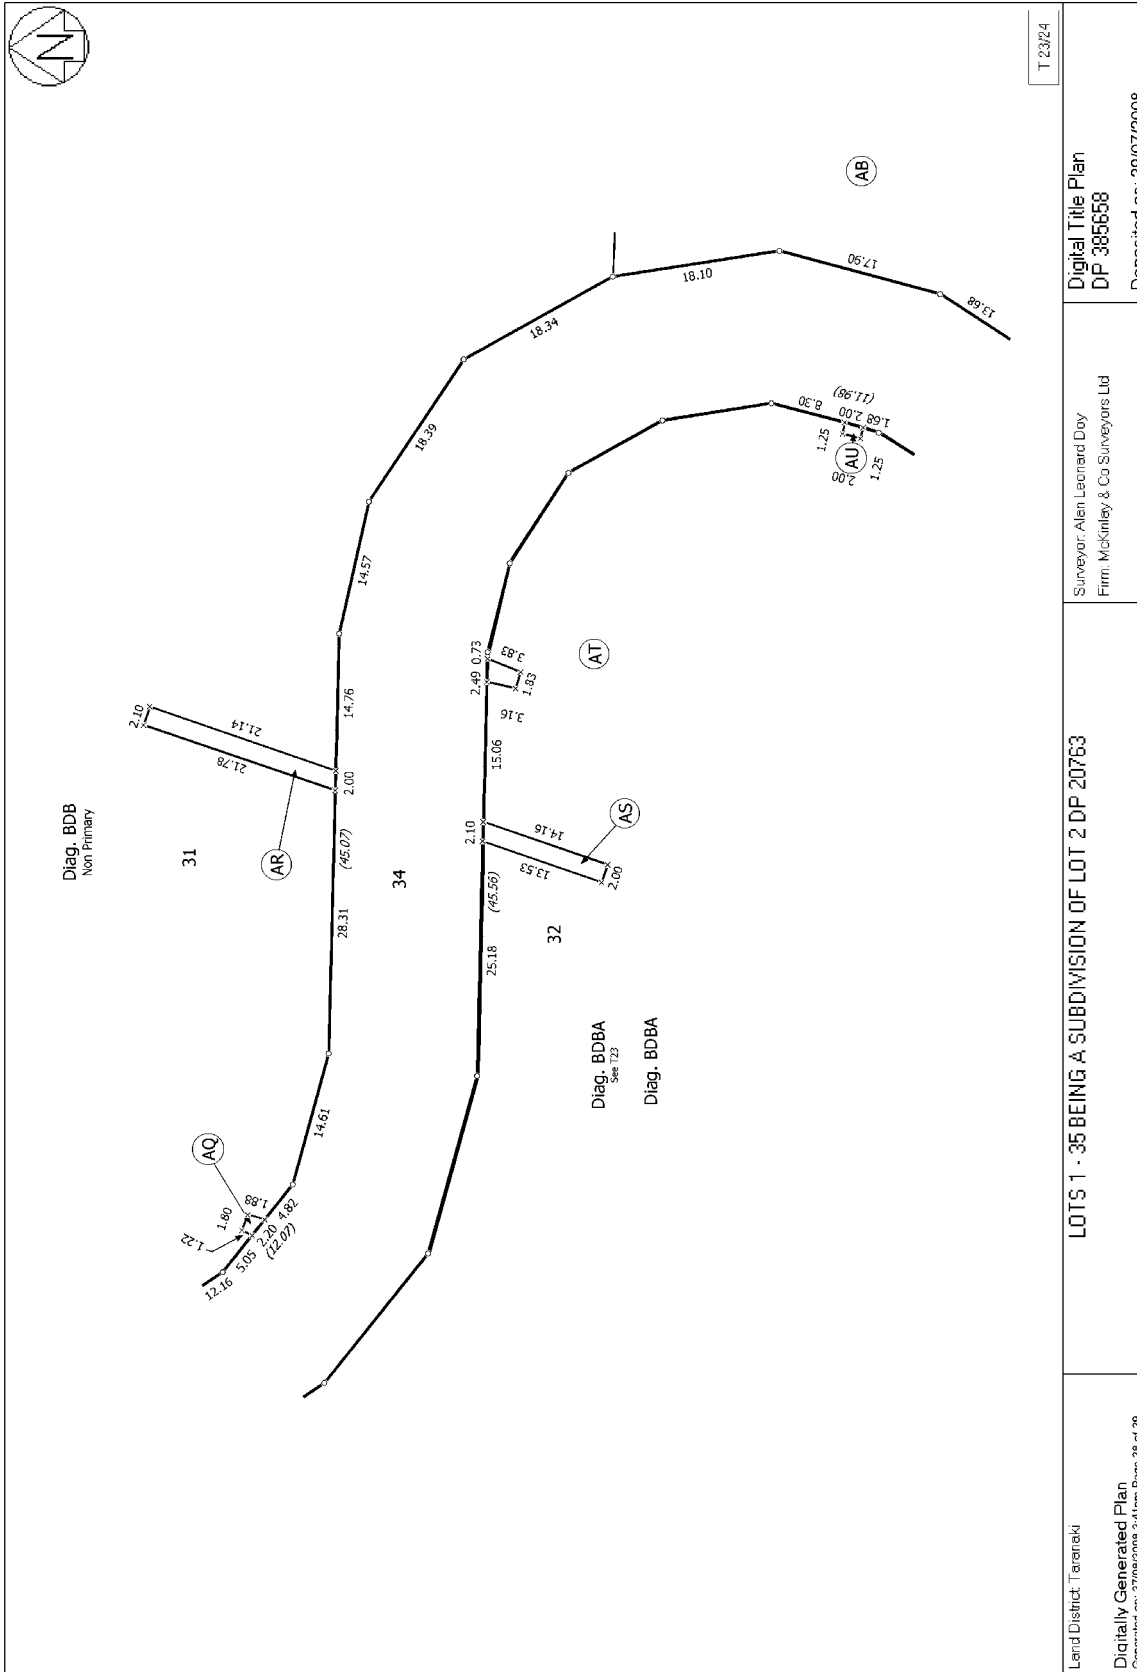 N
T 23/24
Diag. BDB
Non Primary
31
AR
AQ
34
32
AS
AT
AU
AB
Diag. BDBA
See T23
Diag. BDBA
12.16
5.05
2.20
4.82
(12.07)
1.22
1.80
1.88
14.61
28.31
(45.07)
2.00
14.76
21.78
21.14
2.10
14.57
18.39
18.34
18.10
17.90
13.68
25.18
(45.56)
2.10
15.06
2.49
0.73
13.53
14.16
2.00
3.16
3.83
1.83
8.30
(11.98)
2.00
1.68
1.25
2.00
1.25
Land District: Taranaki
Digitally Generated Plan
LOTS 1 - 35 BEING A SUBDIVISION OF LOT 2 DP 20763
Surveyor: Alan Leonard Doy
Firm: McKinlay & Co Surveyors Ltd
Digital Title Plan
DP 385658